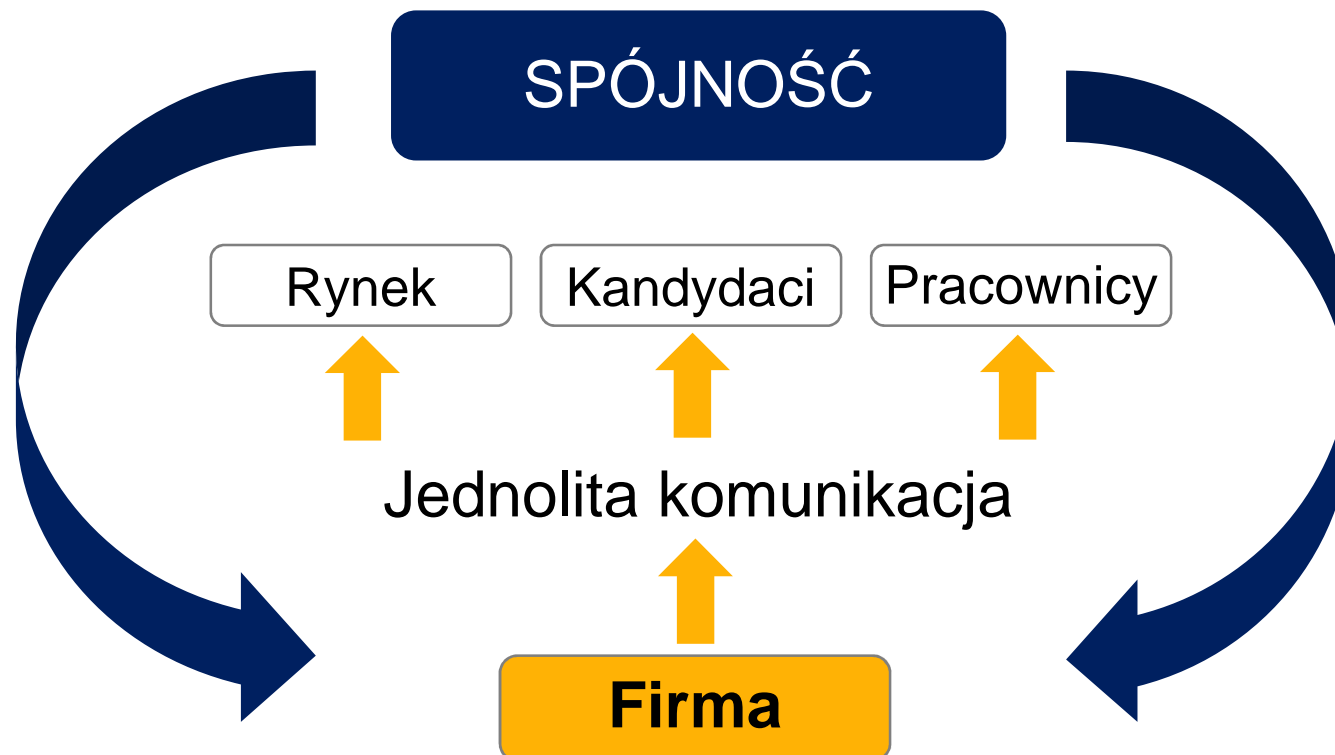 SPÓJNOŚĆ
Rynek
Kandydaci
Pracownicy
Jednolita komunikacja
Firma